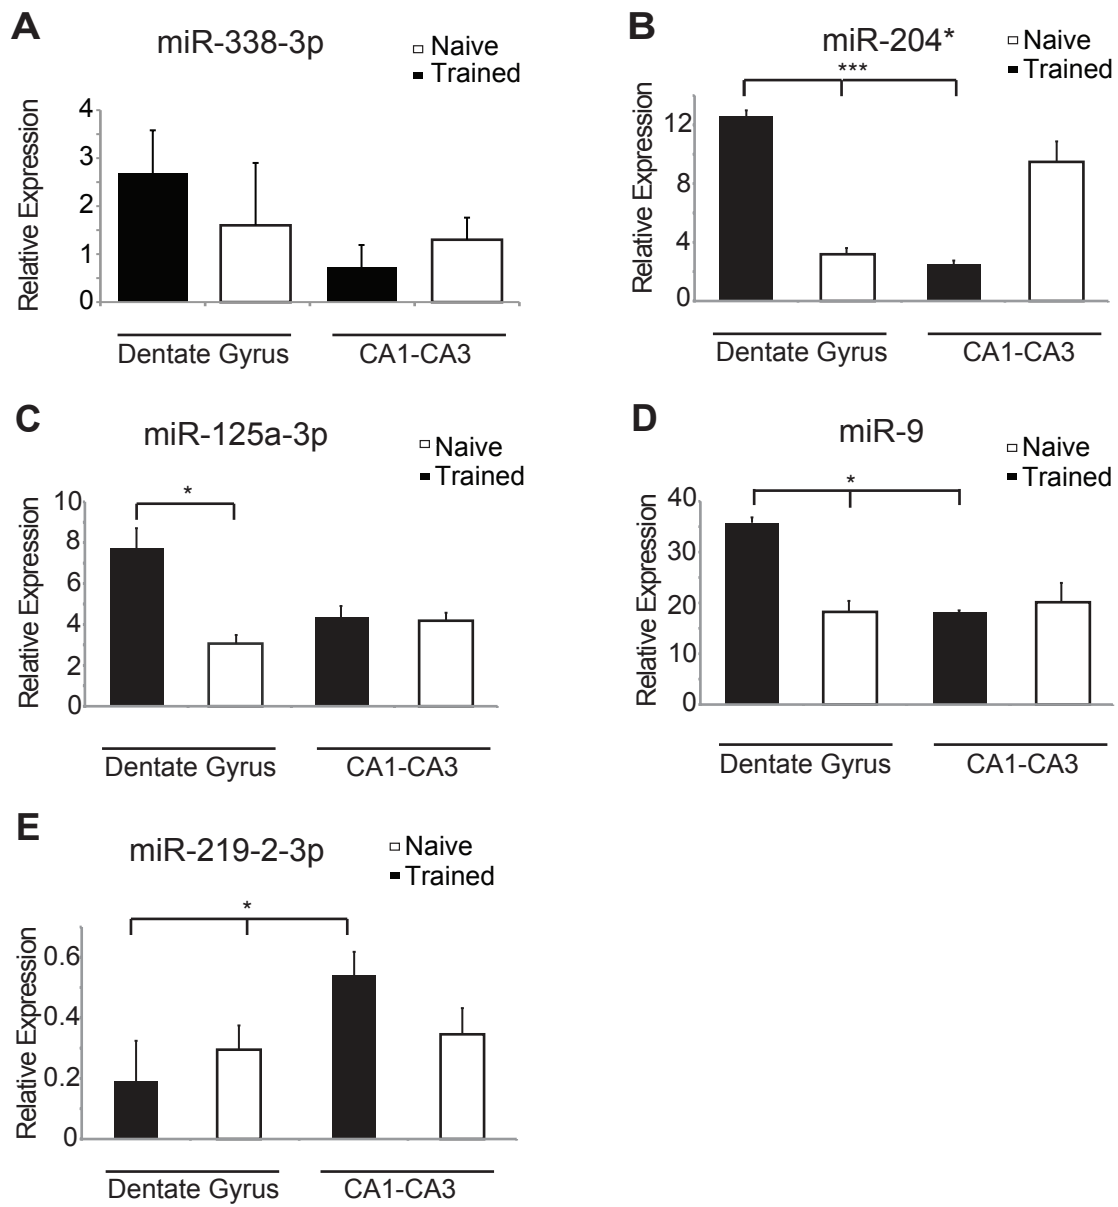 A
miR-338-3p
Naive
Trained
Relative Expression
4
3
2
1
0
Dentate Gyrus
CA1-CA3
B
miR-204*
Naive
Trained
***
Relative Expression
12
8
4
0
Dentate Gyrus
CA1-CA3
C
miR-125a-3p
Naive
Trained
*
Relative Expression
10
8
6
4
2
0
Dentate Gyrus
CA1-CA3
D
miR-9
Naive
Trained
*
Relative Expression
40
30
20
10
0
Dentate Gyrus
CA1-CA3
E
miR-219-2-3p
Naive
Trained
*
Relative Expression
0.6
0.4
0.2
0
Dentate Gyrus
CA1-CA3